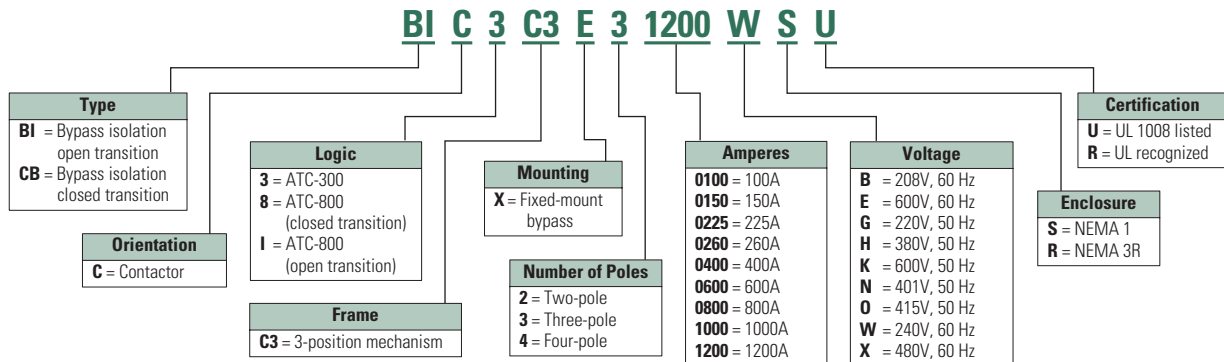 BI C 3 C3 E 3 1200 W S U
Type
BI = Bypass isolation
open transition
CB = Bypass isolation
closed transition
Orientation
C = Contactor
Logic
3 = ATC-300
8 = ATC-800
(closed transition)
I = ATC-800
(open transition)
Frame
C3 = 3-position mechanism
Mounting
X = Fixed-mount
bypass
Number of Poles
2 = Two-pole
3 = Three-pole
4 = Four-pole
Amperes
0100 = 100A
0150 = 150A
0225 = 225A
0260 = 260A
0400 = 400A
0600 = 600A
0800 = 800A
1000 = 1000A
1200 = 1200A
Voltage
B = 208V, 60 Hz
E = 600V, 60 Hz
G = 220V, 50 Hz
H = 380V, 50 Hz
K = 600V, 50 Hz
N = 401V, 50 Hz
O = 415V, 50 Hz
W = 240V, 60 Hz
X = 480V, 60 Hz
Enclosure
S = NEMA 1
R = NEMA 3R
Certification
U = UL 1008 listed
R = UL recognized